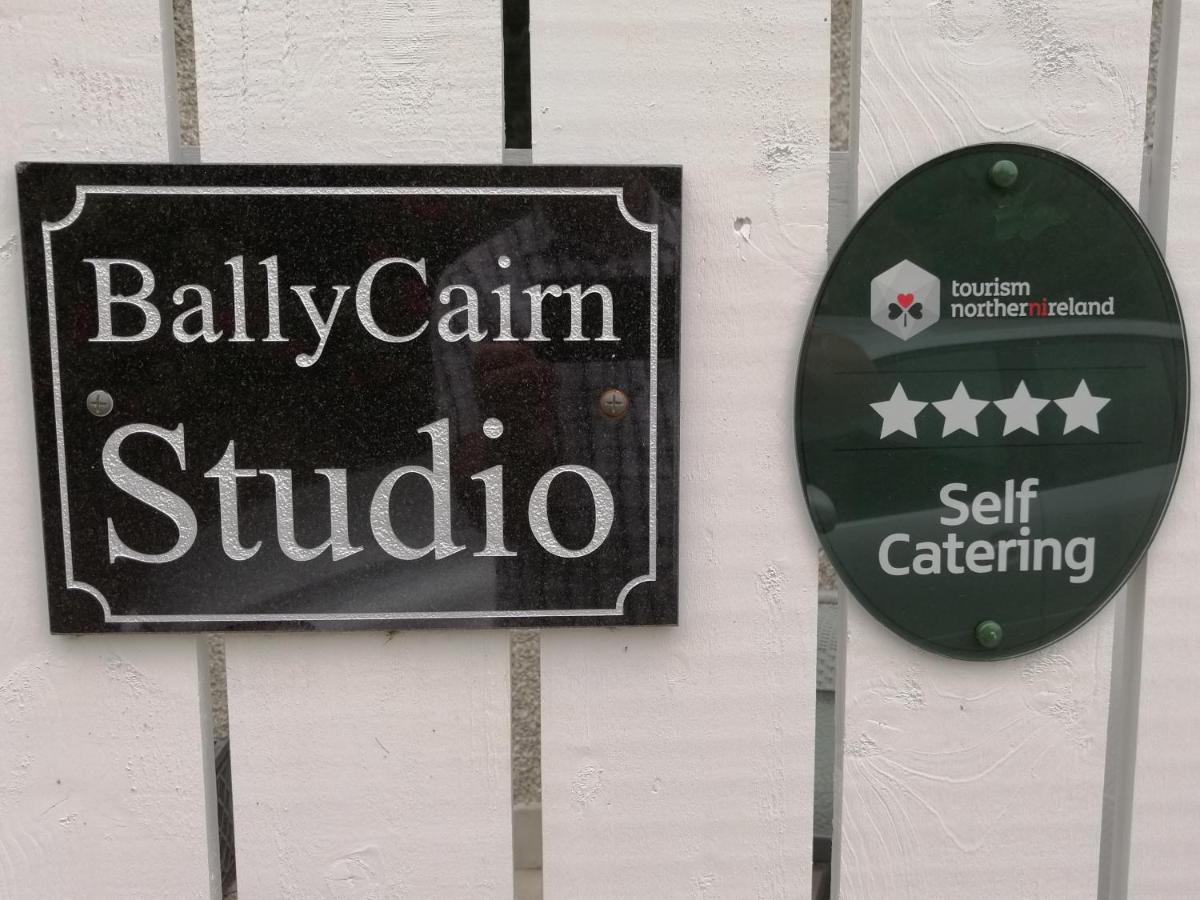 BallyCairn
Studio
tourism
northernireland
Self
Catering